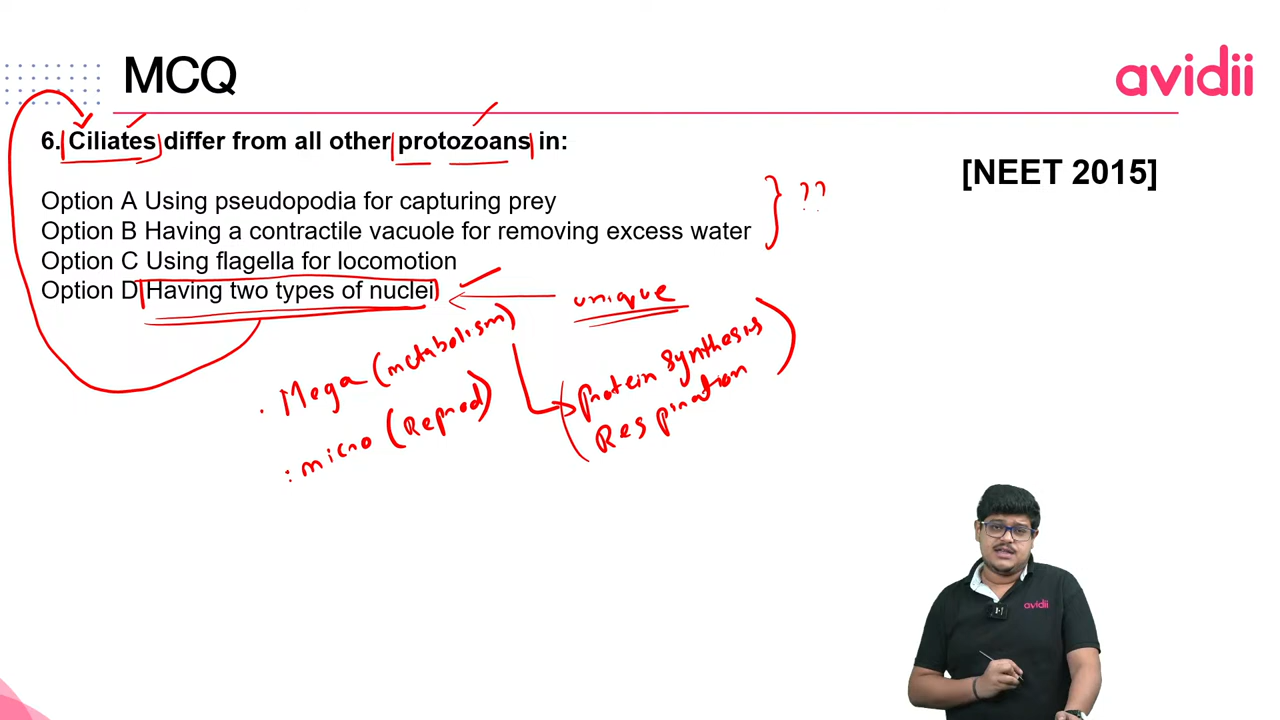 MCQ
avidii
6. Ciliates differ from all other protozoans in:
[NEET 2015]
Option A Using pseudopodia for capturing prey
Option B Having a contractile vacuole for removing excess water
??
Option C Using flagella for locomotion
Option D Having two types of nuclei
unique
. Mega (metabolism)
protein synthesis
Respiration
: micro (Reprod)
avidii